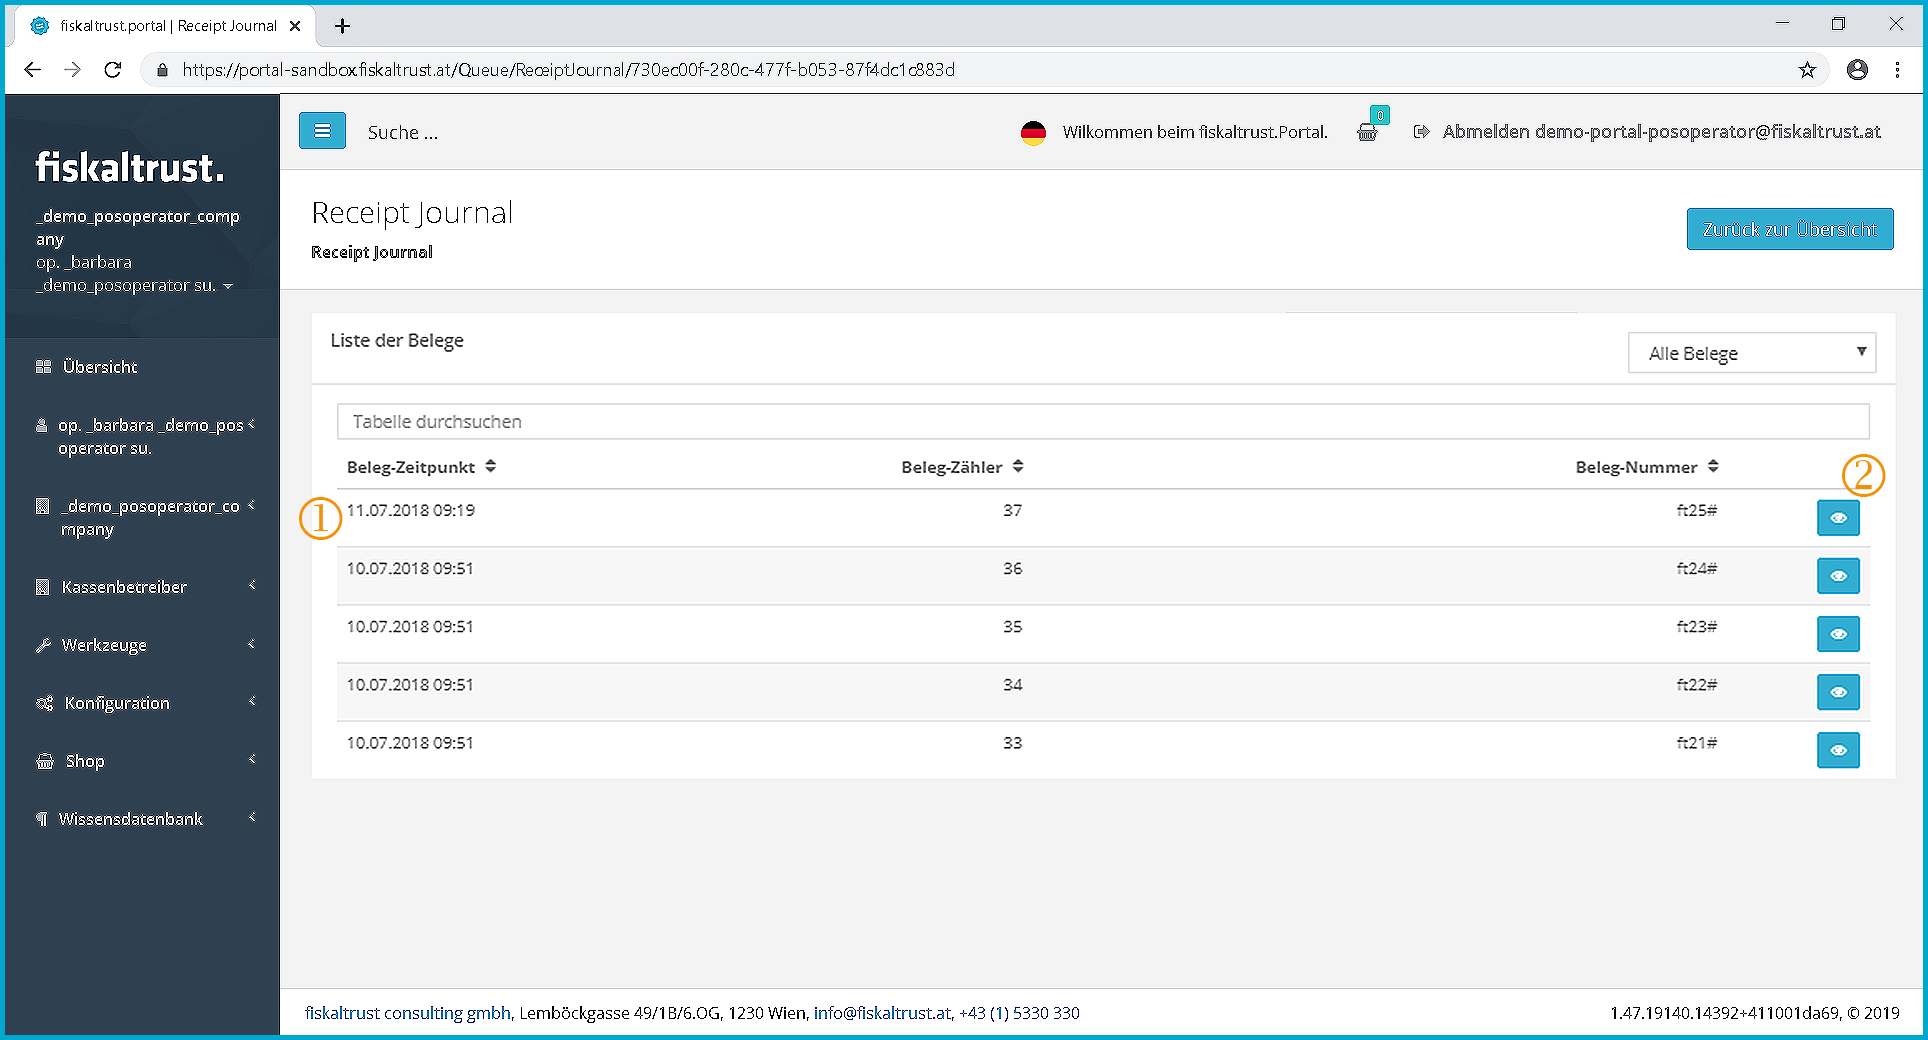 fiskaltrust.portal | Receipt Journal
https://portal-sandbox.fiskaltrust.at/Queue/ReceiptJournal/730ec00f-280c-477f-b053-87f4dc1c883d
fiskaltrust.
_demo_posoperator_comp
any
op. _barbara
_demo_posoperator su.
Übersicht
op. _barbara _demo_pos
operator su.
_demo_posoperator_co
mpany
Kassenbetreiber
Werkzeuge
Konfiguration
Shop
Wissensdatenbank
Suche ...
Wilkommen beim fiskaltrust.Portal.
0
Abmelden demo-portal-posoperator@fiskaltrust.at
Receipt Journal
Receipt Journal
Zurück zur Übersicht
Liste der Belege
Alle Belege
Tabelle durchsuchen
Beleg-Zeitpunkt Beleg-Zähler Beleg-Nummer
②
① 11.07.2018 09:19 37 ft25#
10.07.2018 09:51 36 ft24#
10.07.2018 09:51 35 ft23#
10.07.2018 09:51 34 ft22#
10.07.2018 09:51 33 ft21#
fiskaltrust consulting gmbh, Lemböckgasse 49/1B/6.OG, 1230 Wien, info@fiskaltrust.at, +43 (1) 5330 330
1.47.19140.14392+411001da69, © 2019